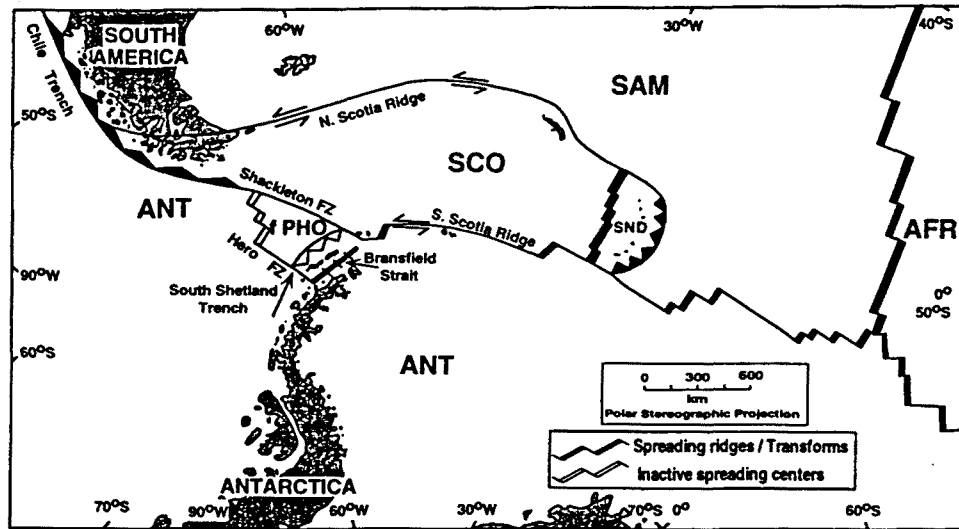 60°W
30°W
40°S
SOUTH
AMERICA
Chile Trench
SAM
50°S
N. Scotia Ridge
SCO
Shackleton FZ
ANT
f PHO
S. Scotia Ridge
SND
AFR
Hero FZ
Bransfield
Strait
90°W
South Shetland
Trench
0°
50°S
60°S
ANT
0 300 600
km
Polar Stereographic Projection
Spreading ridges / Transforms
Inactive spreading centers
ANTARCTICA
70°S
90°W
60°W
30°W
70°S
0°
60°S